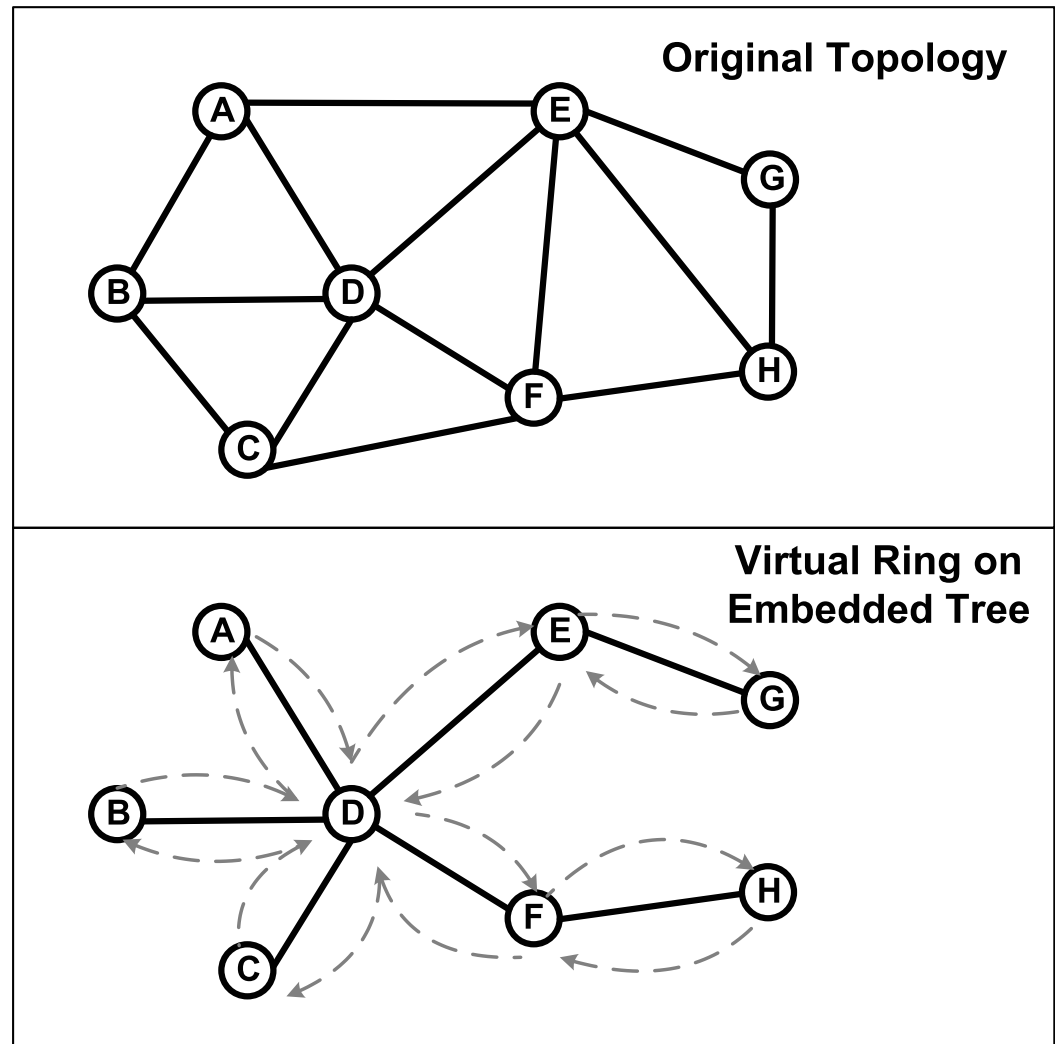 Original Topology
A
E
G
B
D
H
F
C
Virtual Ring on
Embedded Tree
A
E
G
B
D
H
F
C